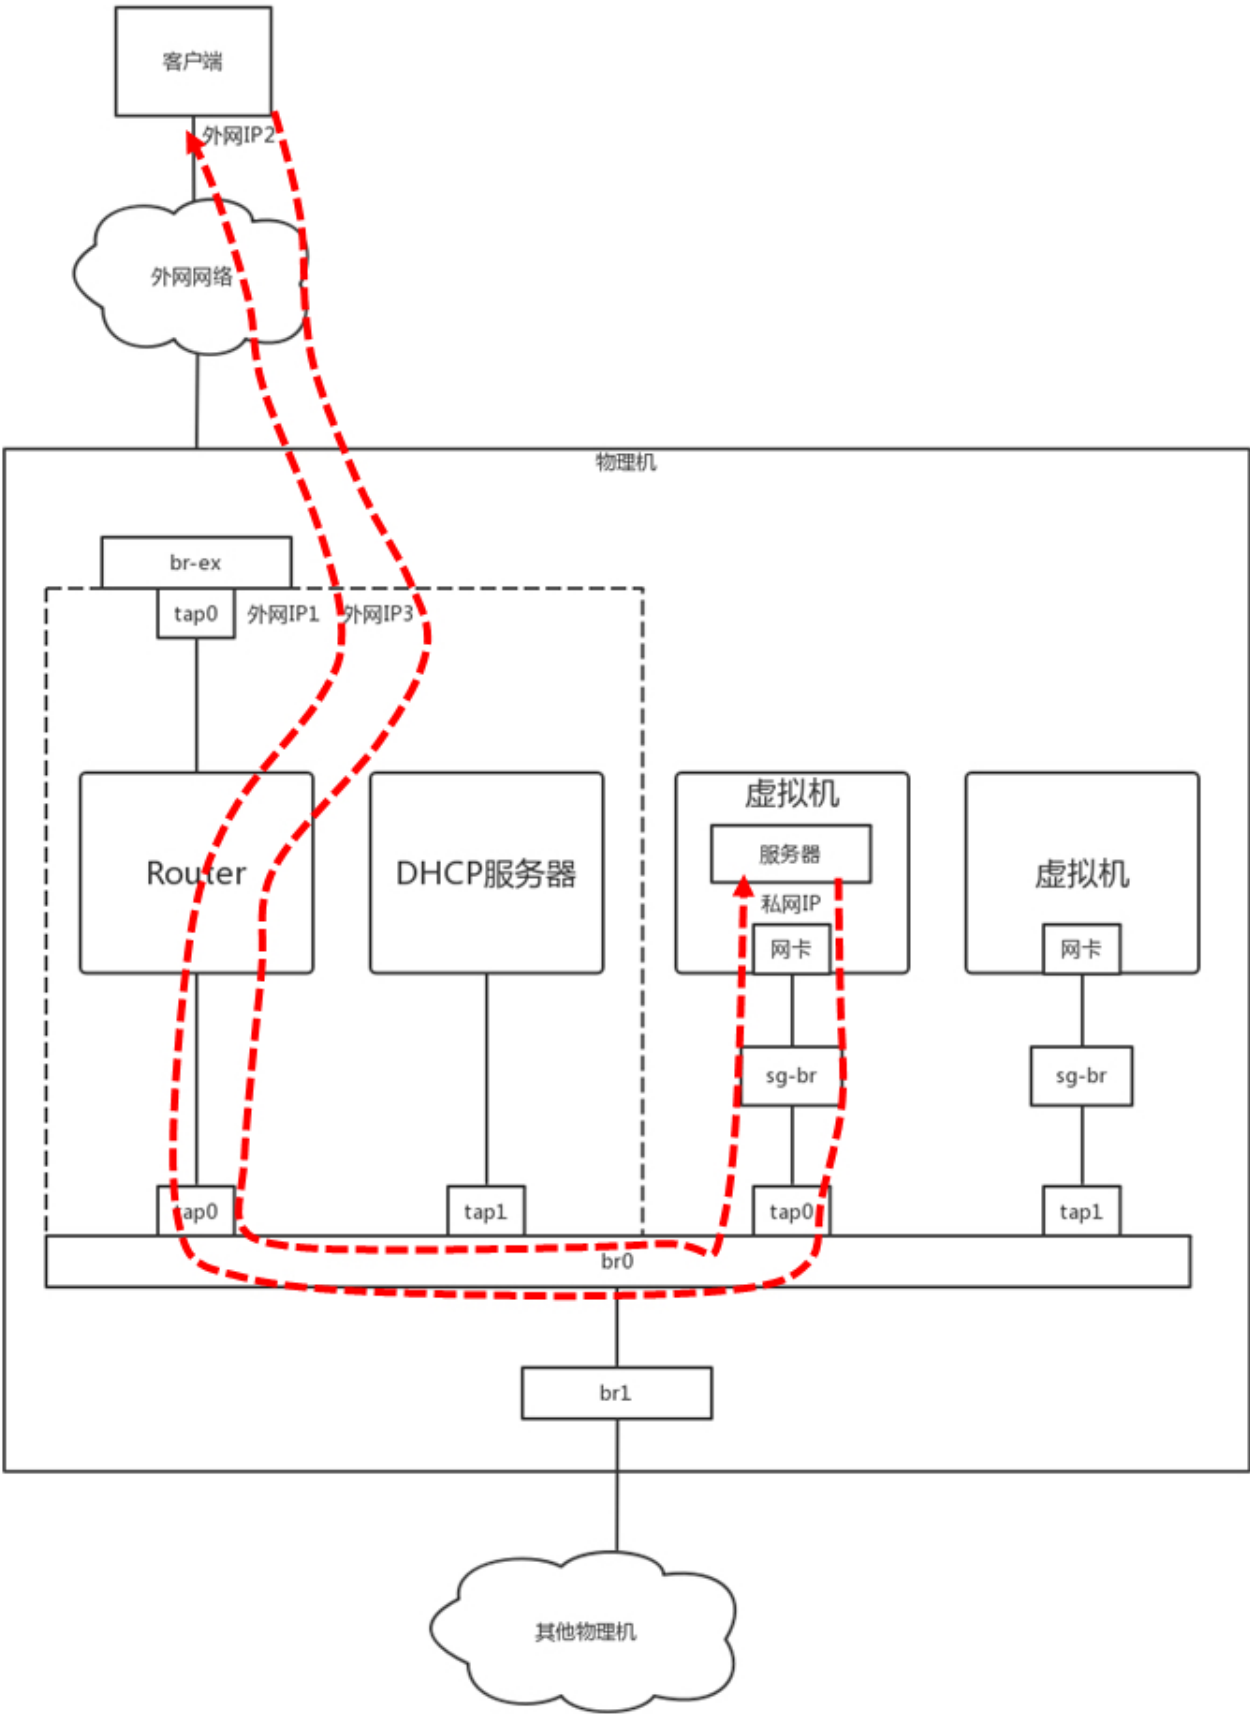 客户端
外网IP2
外网网络
物理机
br-ex
tap0
外网IP1
外网IP3
Router
DHCP服务器
虚拟机
服务器
私网IP
网卡
虚拟机
网卡
sg-br
sg-br
tap0
tap1
tap0
tap1
br0
br1
其他物理机